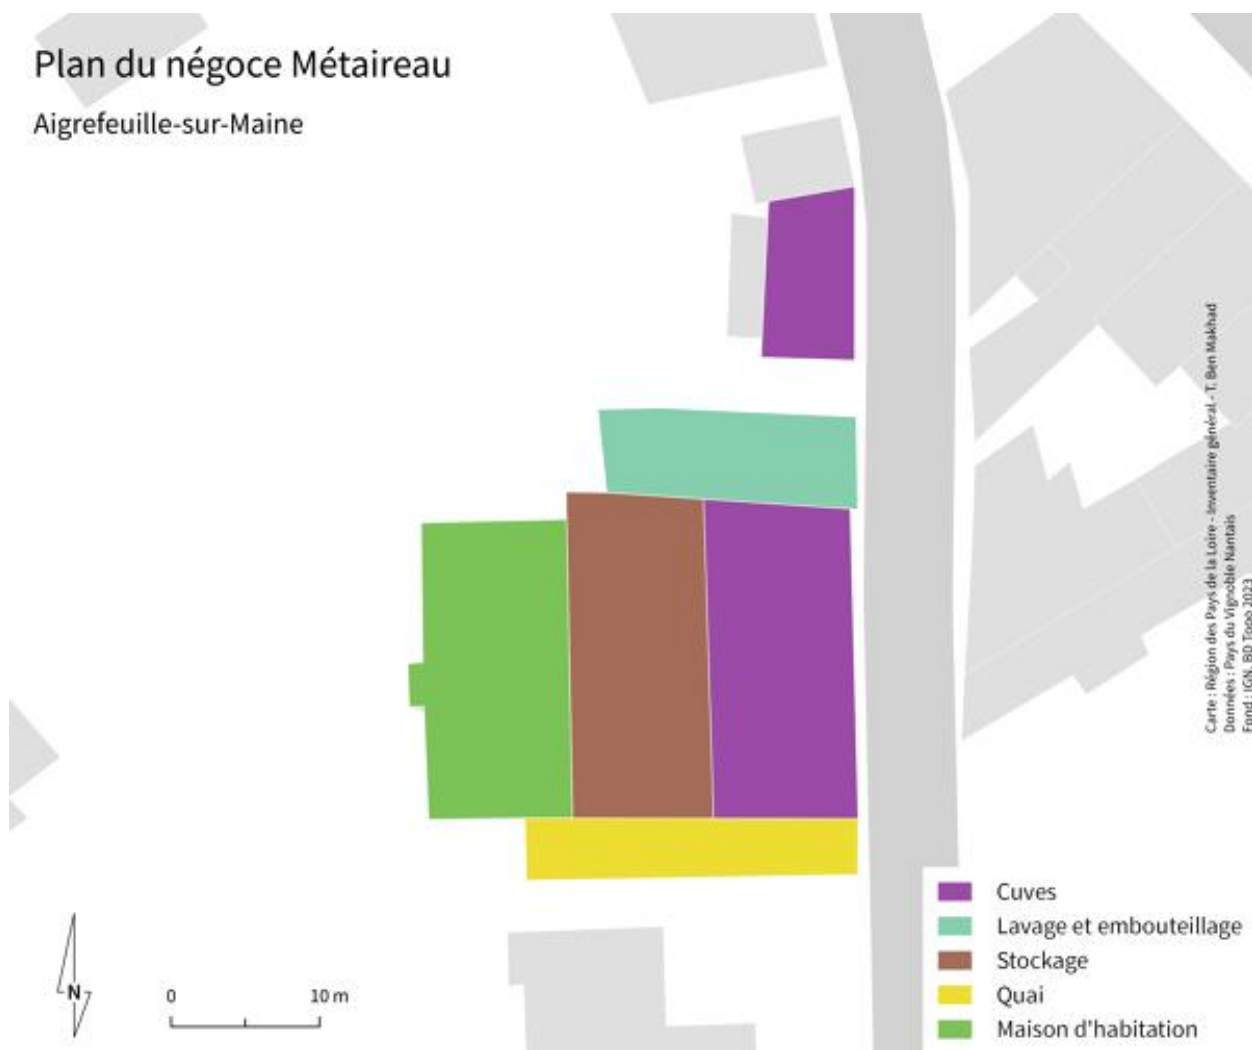 Plan du négoce Métaireau
Aigrefeuille-sur-Maine
Carte : Région des Pays de la Loire - Inventaire général - T. Ben Makhad
Données : Pays du Vignoble Nantais
Fond : IGN, BD Topo 2023
N
0 10 m
Cuves
Lavage et embouteillage
Stockage
Quai
Maison d'habitation